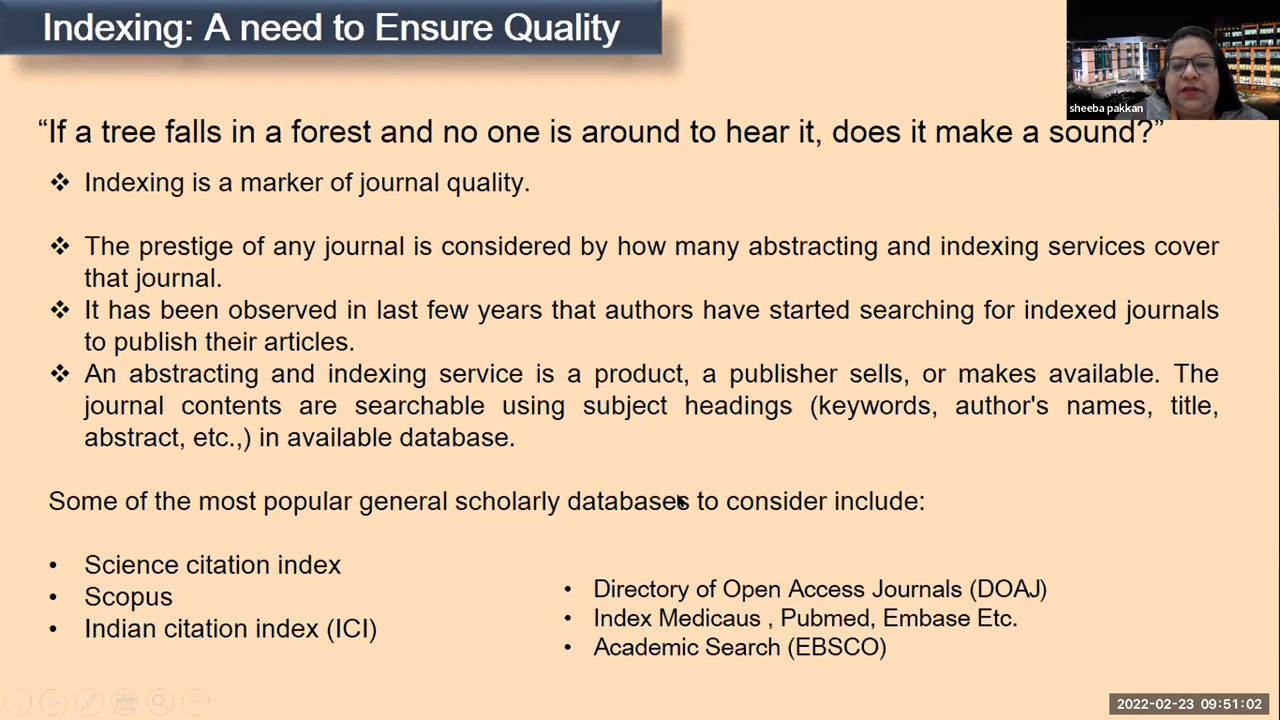 Indexing: A need to Ensure Quality
sheeba pakkan
“If a tree falls in a forest and no one is around to hear it, does it make a sound?”
❖ Indexing is a marker of journal quality.
❖ The prestige of any journal is considered by how many abstracting and indexing services cover
that journal.
❖ It has been observed in last few years that authors have started searching for indexed journals
to publish their articles.
❖ An abstracting and indexing service is a product, a publisher sells, or makes available. The
journal contents are searchable using subject headings (keywords, author's names, title,
abstract, etc.,) in available database.
Some of the most popular general scholarly databases to consider include:
• Science citation index
• Scopus
• Indian citation index (ICI)
• Directory of Open Access Journals (DOAJ)
• Index Medicaus , Pubmed, Embase Etc.
• Academic Search (EBSCO)
2022-02-23 09:51:02